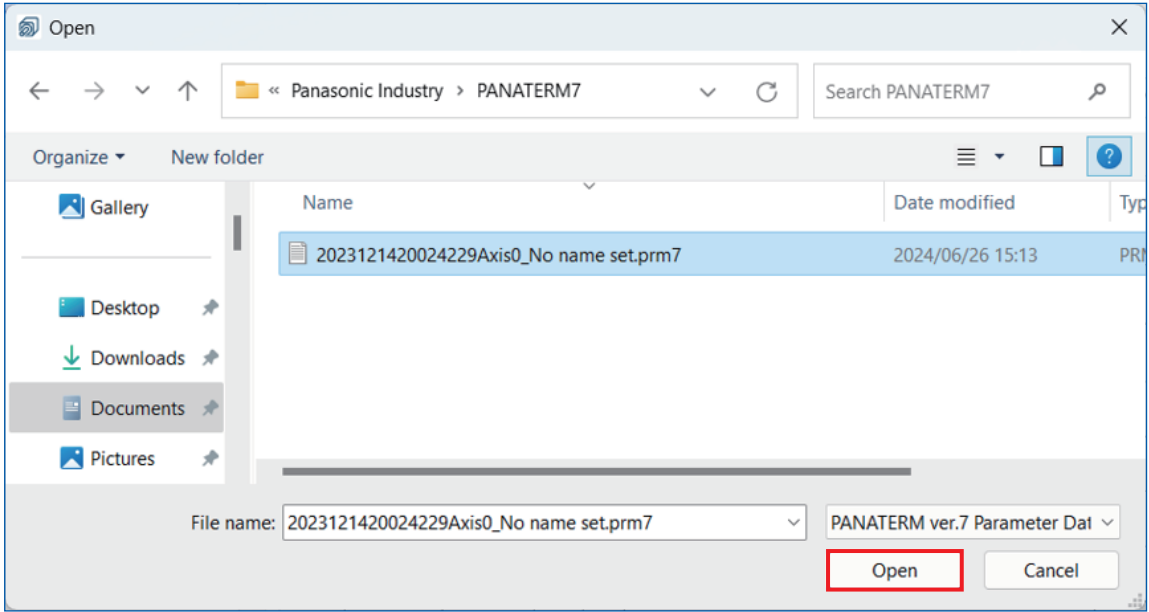 Open
« Panasonic Industry > PANATERM7
Search PANATERM7
Organize
New folder
?
Gallery
Name
Date modified
Typ
2023121420024229Axis0_No name set.prm7
2024/06/26 15:13
PRM
Desktop
Downloads
Documents
Pictures
File name:
2023121420024229Axis0_No name set.prm7
PANATERM ver.7 Parameter Dat
Open
Cancel